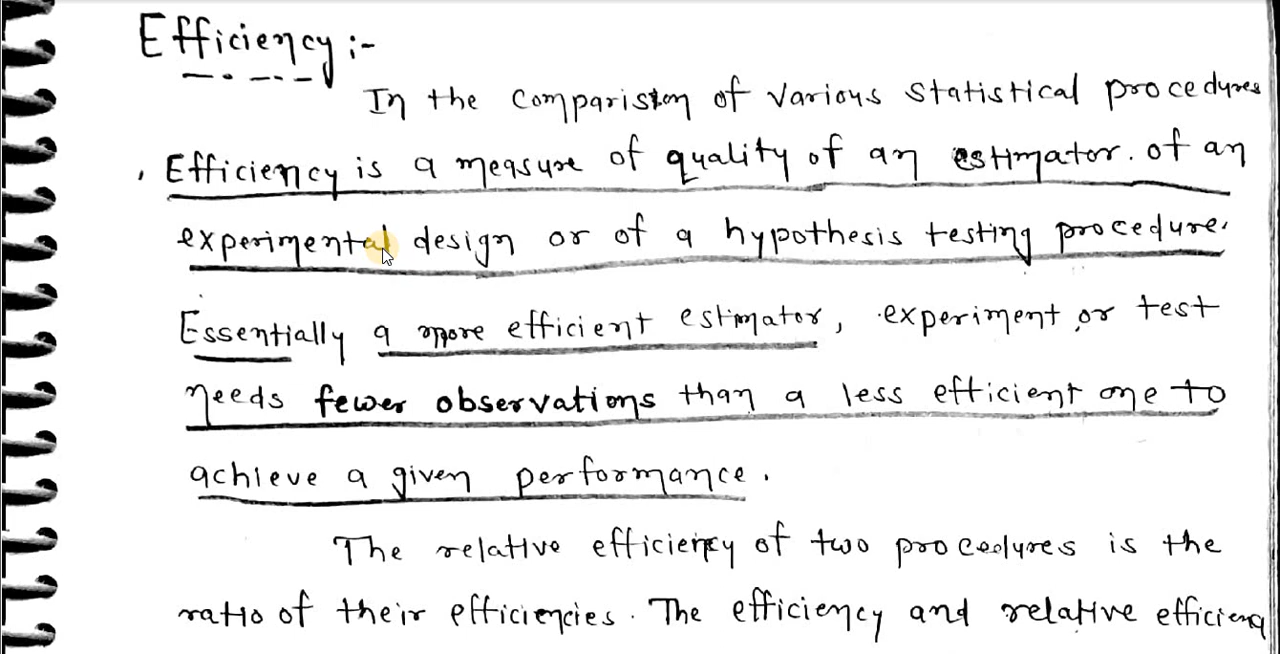 Efficiency :-
In the comparision of various statistical procedures
, Efficiency is a measure of quality of an estimator. of an
experimental design or of a hypothesis testing procedure.
Essentially a more efficient estimator, experiment or test
needs fewer observations than a less efficient one to
achieve a given performance.
The relative efficiency of two procedures is the
ratio of their efficiencies. The efficiency and relative efficienc